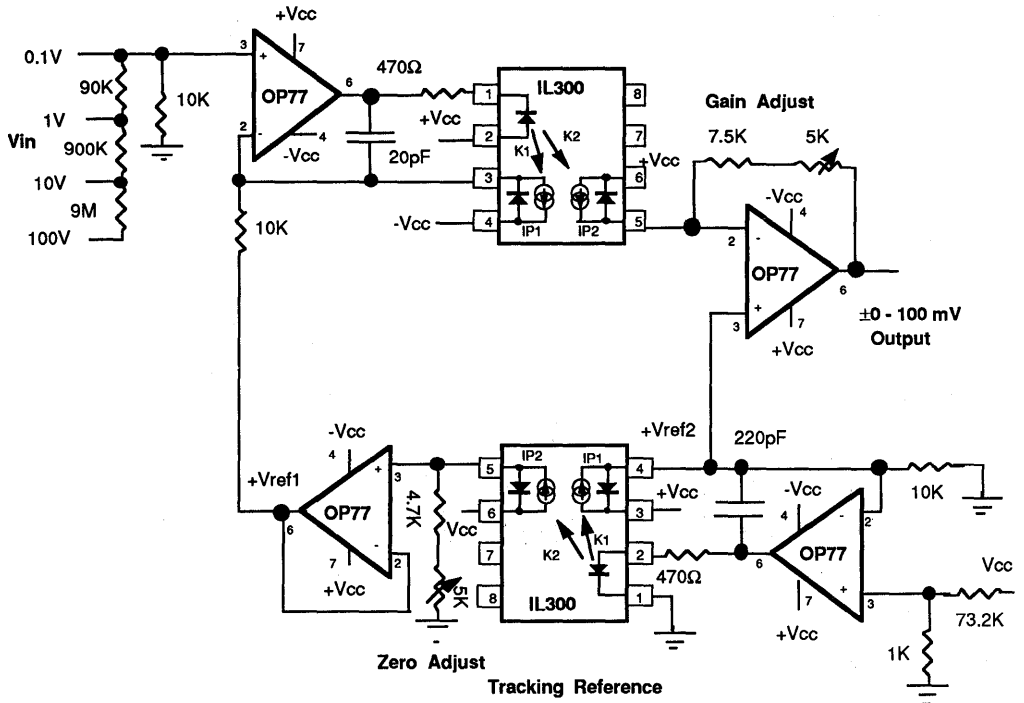 +Vcc
0.1V
3
+
7
470Ω
6
OP77
90K
10K
1V
Vin
2
-
4
-Vcc
20pF
900K
10V
9M
100V
10K
IL300
1
8
+Vcc
2
7
K1
K2
+Vcc
3
6
-Vcc
4
5
IP1
IP2
Gain Adjust
7.5K
5K
-Vcc
4
2
-
OP77
6
+
3
7
+Vcc
±0 - 100 mV
Output
+Vref2
220pF
-Vcc
4
+
3
+Vref1
OP77
6
-
2
7
+Vcc
4.7K
5K
Vcc
-
Zero Adjust
IP2
IP1
5
4
6
3
+Vcc
7
2
K2
K1
8
1
IL300
470Ω
10K
-Vcc
4
-
2
OP77
6
+
3
7
+Vcc
Vcc
73.2K
1K
Tracking Reference